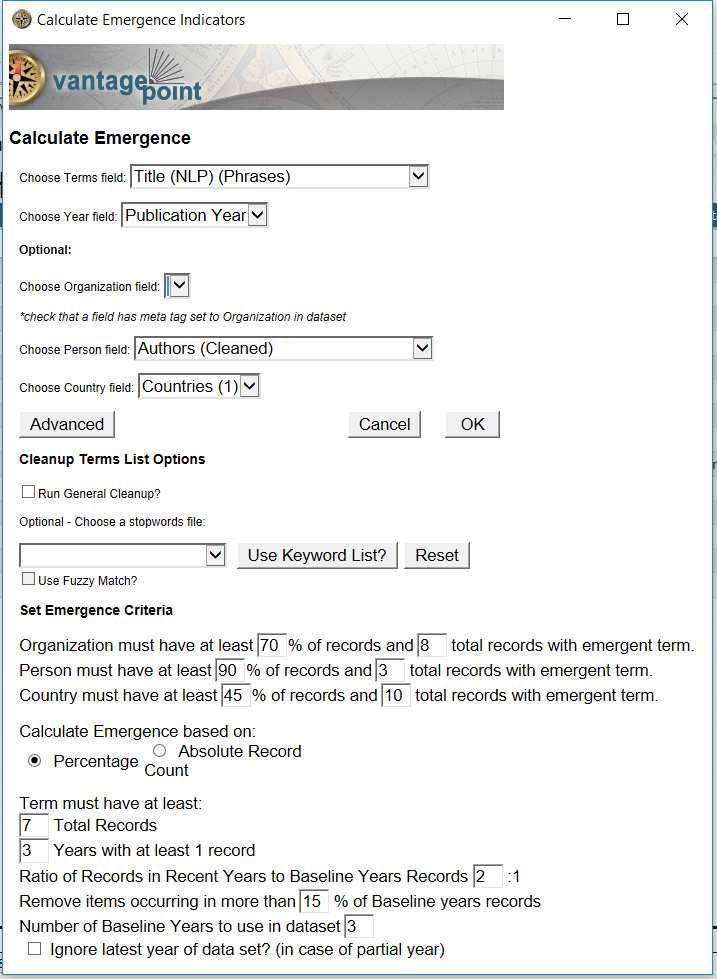 Calculate Emergence Indicators
vantage point
Calculate Emergence
Choose Terms field: Title (NLP) (Phrases)
Choose Year field: Publication Year
Optional:
Choose Organization field:
*check that a field has meta tag set to Organization in dataset
Choose Person field: Authors (Cleaned)
Choose Country field: Countries (1)
Advanced Cancel OK
Cleanup Terms List Options
Run General Cleanup?
Optional - Choose a stopwords file:
Use Keyword List? Reset
Use Fuzzy Match?
Set Emergence Criteria
Organization must have at least 70 % of records and 8 total records with emergent term.
Person must have at least 90 % of records and 3 total records with emergent term.
Country must have at least 45 % of records and 10 total records with emergent term.
Calculate Emergence based on:
Percentage Absolute Record
Count
Term must have at least:
7 Total Records
3 Years with at least 1 record
Ratio of Records in Recent Years to Baseline Years Records 2 :1
Remove items occurring in more than 15 % of Baseline years records
Number of Baseline Years to use in dataset 3
Ignore latest year of data set? (in case of partial year)